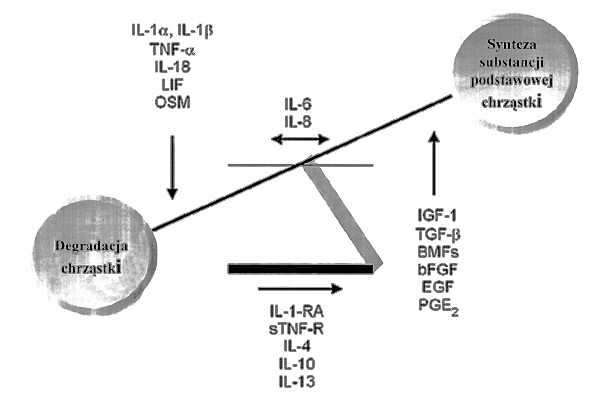 IL-1α, IL-1β
TNF-α
IL-18
LIF
OSM
IL-6
IL-8
Synteza
substancji
podstawowej
chrząstki
Degradacja
chrząstki
IGF-1
TGF-β
BMFs
bFGF
EGF
PGE₂
IL-1-RA
sTNF-R
IL-4
IL-10
IL-13